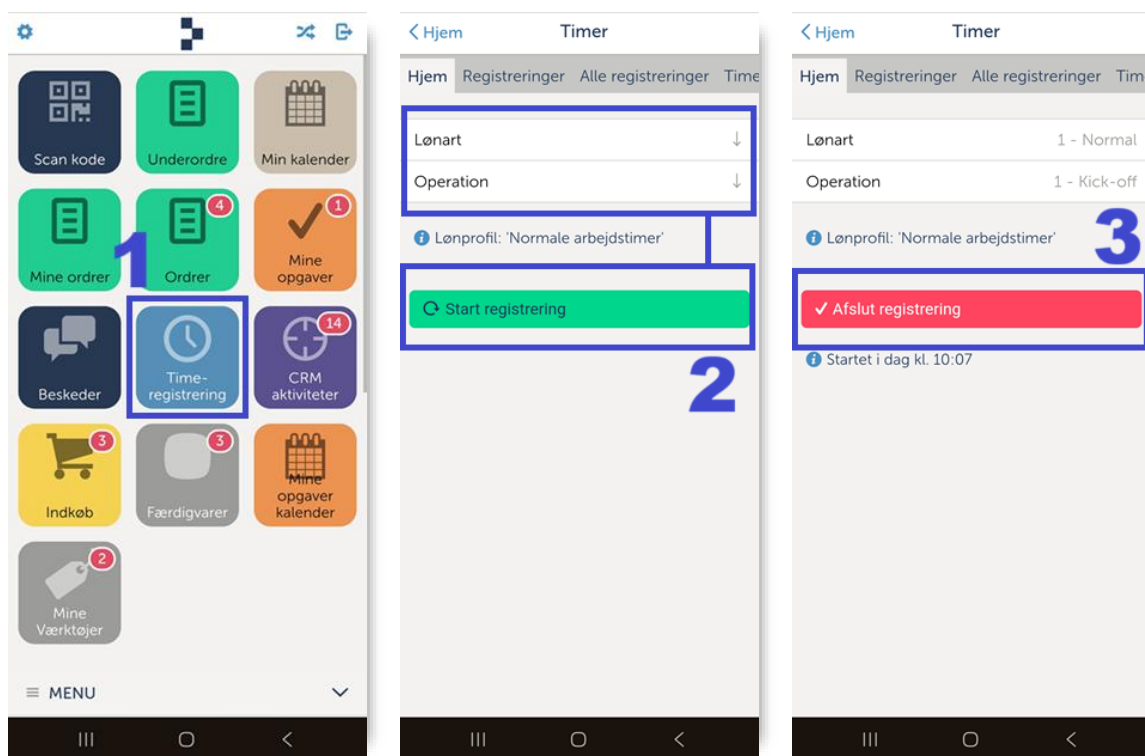 Scan kode
Underordre
Min kalender
Mine ordrer
4
Ordrer
1
Mine
opgaver
1
Beskeder
Time-
registrering
14
CRM
aktiviteter
3
Indkøb
3
Færdigvarer
Mine
opgaver
kalender
2
Mine
Værktøjer
MENU
Hjem
Timer
Hjem Registreringer Alle registreringer Time
Lønart
Operation
Lønprofil: 'Normale arbejdstimer'
Start registrering
2
Hjem
Timer
Hjem Registreringer Alle registreringer Tim
Lønart 1 - Normal
Operation 1 - Kick-off
Lønprofil: 'Normale arbejdstimer'
3
Afslut registrering
Startet i dag kl. 10:07